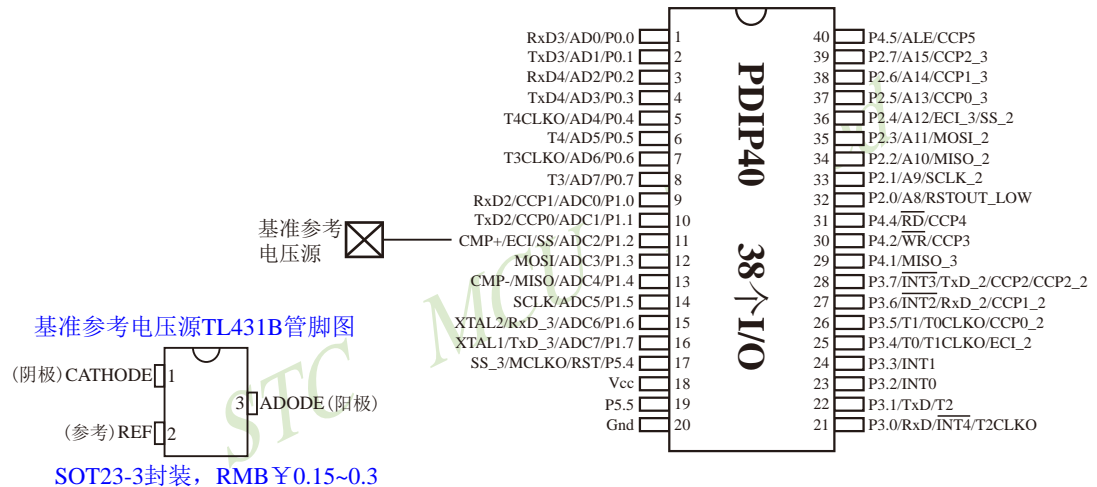 RxD3/AD0/P0.0 1
TxD3/AD1/P0.1 2
RxD4/AD2/P0.2 3
TxD4/AD3/P0.3 4
T4CLKO/AD4/P0.4 5
T4/AD5/P0.5 6
T3CLKO/AD6/P0.6 7
T3/AD7/P0.7 8
RxD2/CCP1/ADC0/P1.0 9
TxD2/CCP0/ADC1/P1.1 10
CMP+/ECI/SS/ADC2/P1.2 11
MOSI/ADC3/P1.3 12
CMP-/MISO/ADC4/P1.4 13
SCLK/ADC5/P1.5 14
XTAL2/RxD_3/ADC6/P1.6 15
XTAL1/TxD_3/ADC7/P1.7 16
SS_3/MCLKO/RST/P5.4 17
Vcc 18
P5.5 19
Gnd 20
PDIP40 38个I/O
40 P4.5/ALE/CCP5
39 P2.7/A15/CCP2_3
38 P2.6/A14/CCP1_3
37 P2.5/A13/CCP0_3
36 P2.4/A12/ECI_3/SS_2
35 P2.3/A11/MOSI_2
34 P2.2/A10/MISO_2
33 P2.1/A9/SCLK_2
32 P2.0/A8/RSTOUT_LOW
31 P4.4/RD/CCP4
30 P4.2/WR/CCP3
29 P4.1/MISO_3
28 P3.7/INT3/TxD_2/CCP2/CCP2_2
27 P3.6/INT2/RxD_2/CCP1_2
26 P3.5/T1/T0CLKO/CCP0_2
25 P3.4/T0/T1CLKO/ECI_2
24 P3.3/INT1
23 P3.2/INT0
22 P3.1/TxD/T2
21 P3.0/RxD/INT4/T2CLKO
基准参考
电压源
基准参考电压源TL431B管脚图
(阴极)CATHODE 1
3 ADODE(阳极)
(参考)REF 2
SOT23-3封装，RMB￥0.15~0.3
STC MCU